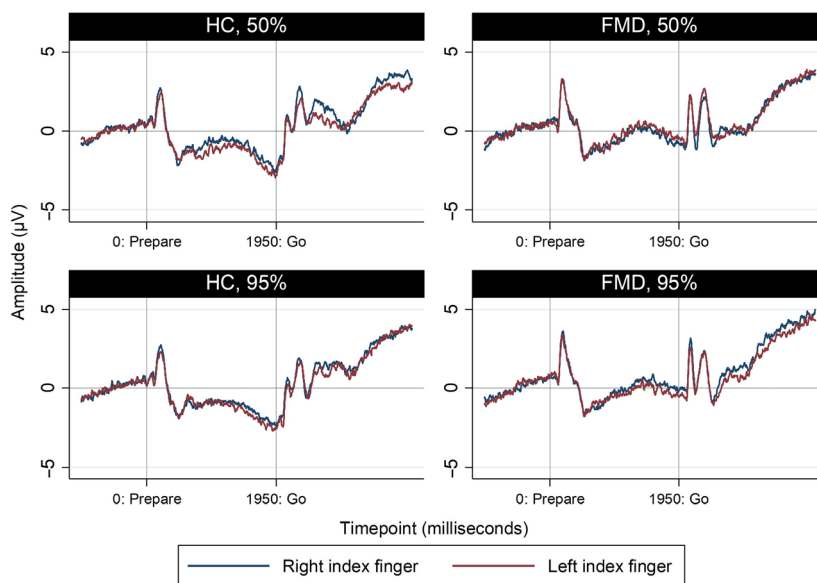 HC, 50%
FMD, 50%
5
0
−5
5
0
−5
0: Prepare
1950: Go
0: Prepare
1950: Go
Amplitude (μV)
HC, 95%
FMD, 95%
5
0
−5
5
0
−5
0: Prepare
1950: Go
0: Prepare
1950: Go
Timepoint (milliseconds)
Right index finger
Left index finger